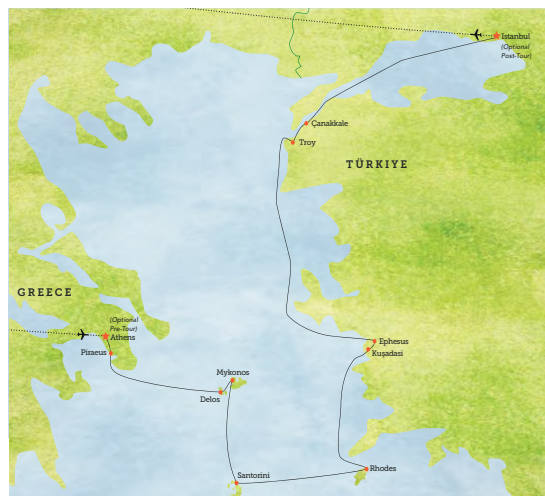 Istanbul
(Optional
Post-Tour)
Çanakkale
Troy
TÜRKIYE
GREECE
(Optional
Pre-Tour)
Athens
Piraeus
Ephesus
Kuşadasi
Mykonos
Delos
Rhodes
Santorini